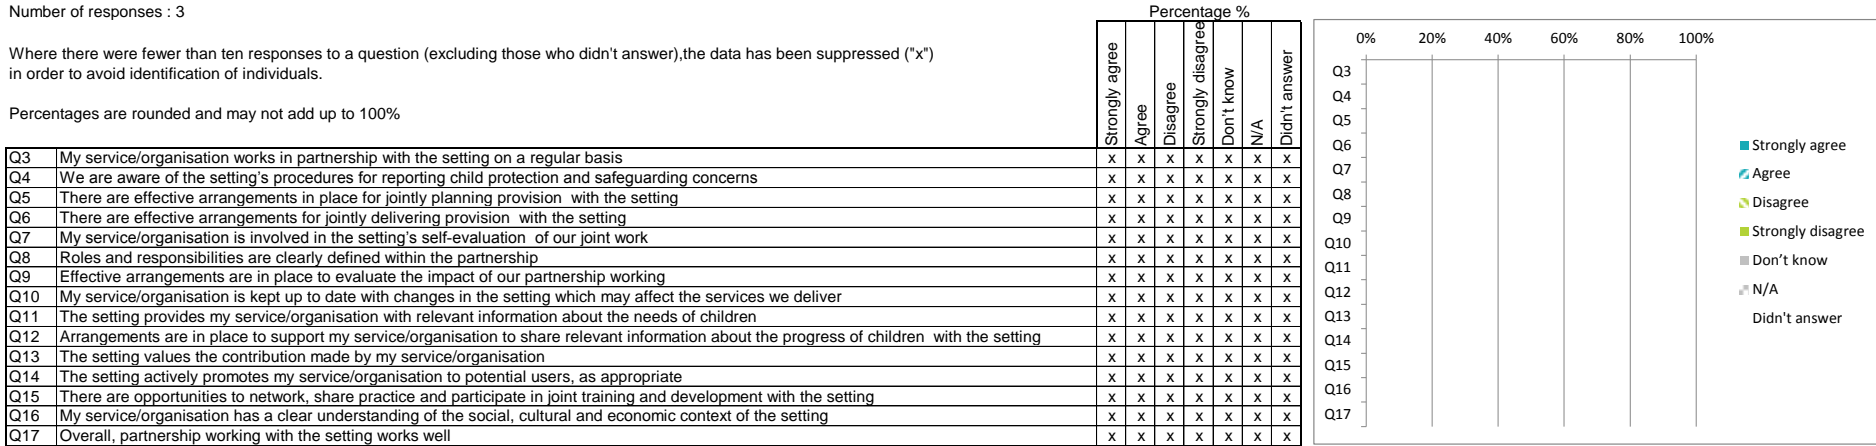 Number of responses : 3
Percentage %
Where there were fewer than ten responses to a question (excluding those who didn't answer),the data has been suppressed ("x")
in order to avoid identification of individuals.
Percentages are rounded and may not add up to 100%
Strongly agree
Agree
Disagree
Strongly disagree
Don't know
N/A
Didn't answer
Q3 My service/organisation works in partnership with the setting on a regular basis x x x x x x x
Q4 We are aware of the setting's procedures for reporting child protection and safeguarding concerns x x x x x x x
Q5 There are effective arrangements in place for jointly planning provision with the setting x x x x x x x
Q6 There are effective arrangements for jointly delivering provision with the setting x x x x x x x
Q7 My service/organisation is involved in the setting's self-evaluation of our joint work x x x x x x x
Q8 Roles and responsibilities are clearly defined within the partnership x x x x x x x
Q9 Effective arrangements are in place to evaluate the impact of our partnership working x x x x x x x
Q10 My service/organisation is kept up to date with changes in the setting which may affect the services we deliver x x x x x x x
Q11 The setting provides my service/organisation with relevant information about the needs of children x x x x x x x
Q12 Arrangements are in place to support my service/organisation to share relevant information about the progress of children with the setting x x x x x x x
Q13 The setting values the contribution made by my service/organisation x x x x x x x
Q14 The setting actively promotes my service/organisation to potential users, as appropriate x x x x x x x
Q15 There are opportunities to network, share practice and participate in joint training and development with the setting x x x x x x x
Q16 My service/organisation has a clear understanding of the social, cultural and economic context of the setting x x x x x x x
Q17 Overall, partnership working with the setting works well x x x x x x x
0% 20% 40% 60% 80% 100%
Q3
Q4
Q5
Q6
Q7
Q8
Q9
Q10
Q11
Q12
Q13
Q14
Q15
Q16
Q17
Strongly agree
Agree
Disagree
Strongly disagree
Don't know
N/A
Didn't answer